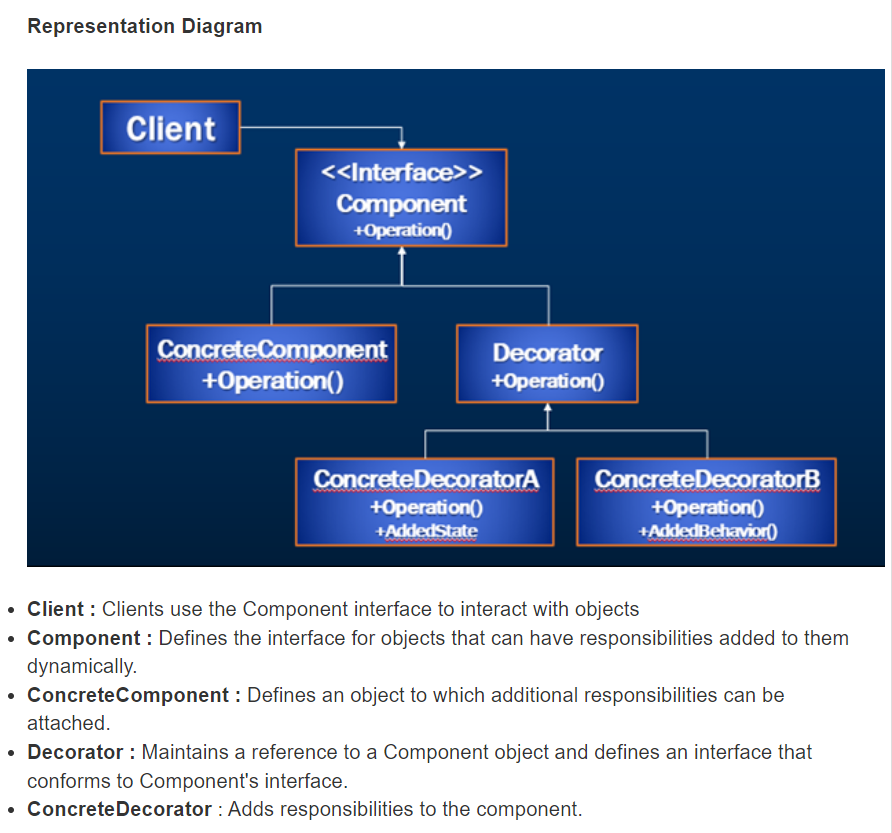 Representation Diagram
Client
<<Interface>>
Component
+Operation()
ConcreteComponent
+Operation()
Decorator
+Operation()
ConcreteDecoratorA
+Operation()
+AddedState
ConcreteDecoratorB
+Operation()
+AddedBehavior()
• Client : Clients use the Component interface to interact with objects
• Component : Defines the interface for objects that can have responsibilities added to them
dynamically.
• ConcreteComponent : Defines an object to which additional responsibilities can be
attached.
• Decorator : Maintains a reference to a Component object and defines an interface that
conforms to Component's interface.
• ConcreteDecorator : Adds responsibilities to the component.